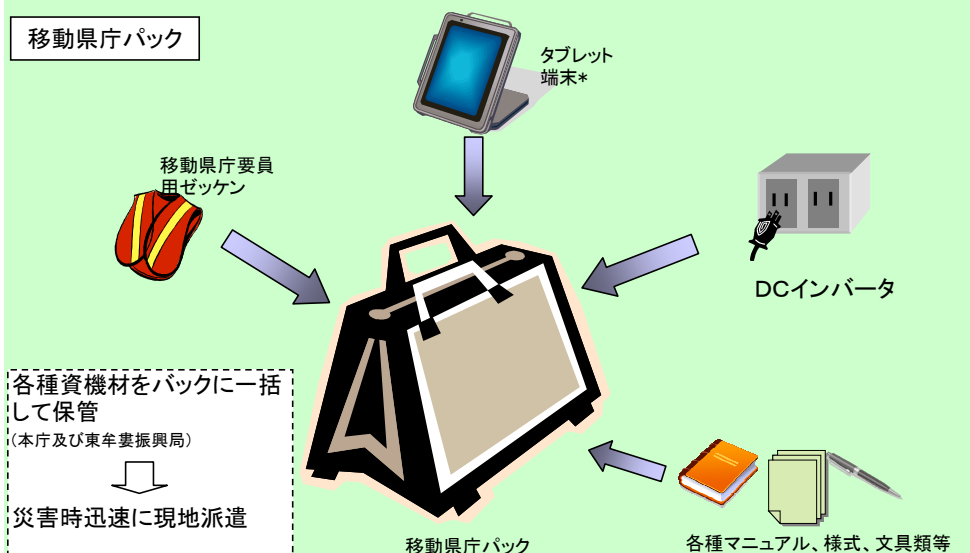 移動県庁パック
タブレット
端末*
移動県庁要員
用ゼッケン
DCインバータ
各種資機材をバックに一括
して保管
(本庁及び東牟婁振興局)
災害時迅速に現地派遣
移動県庁パック
各種マニュアル、様式、文具類等